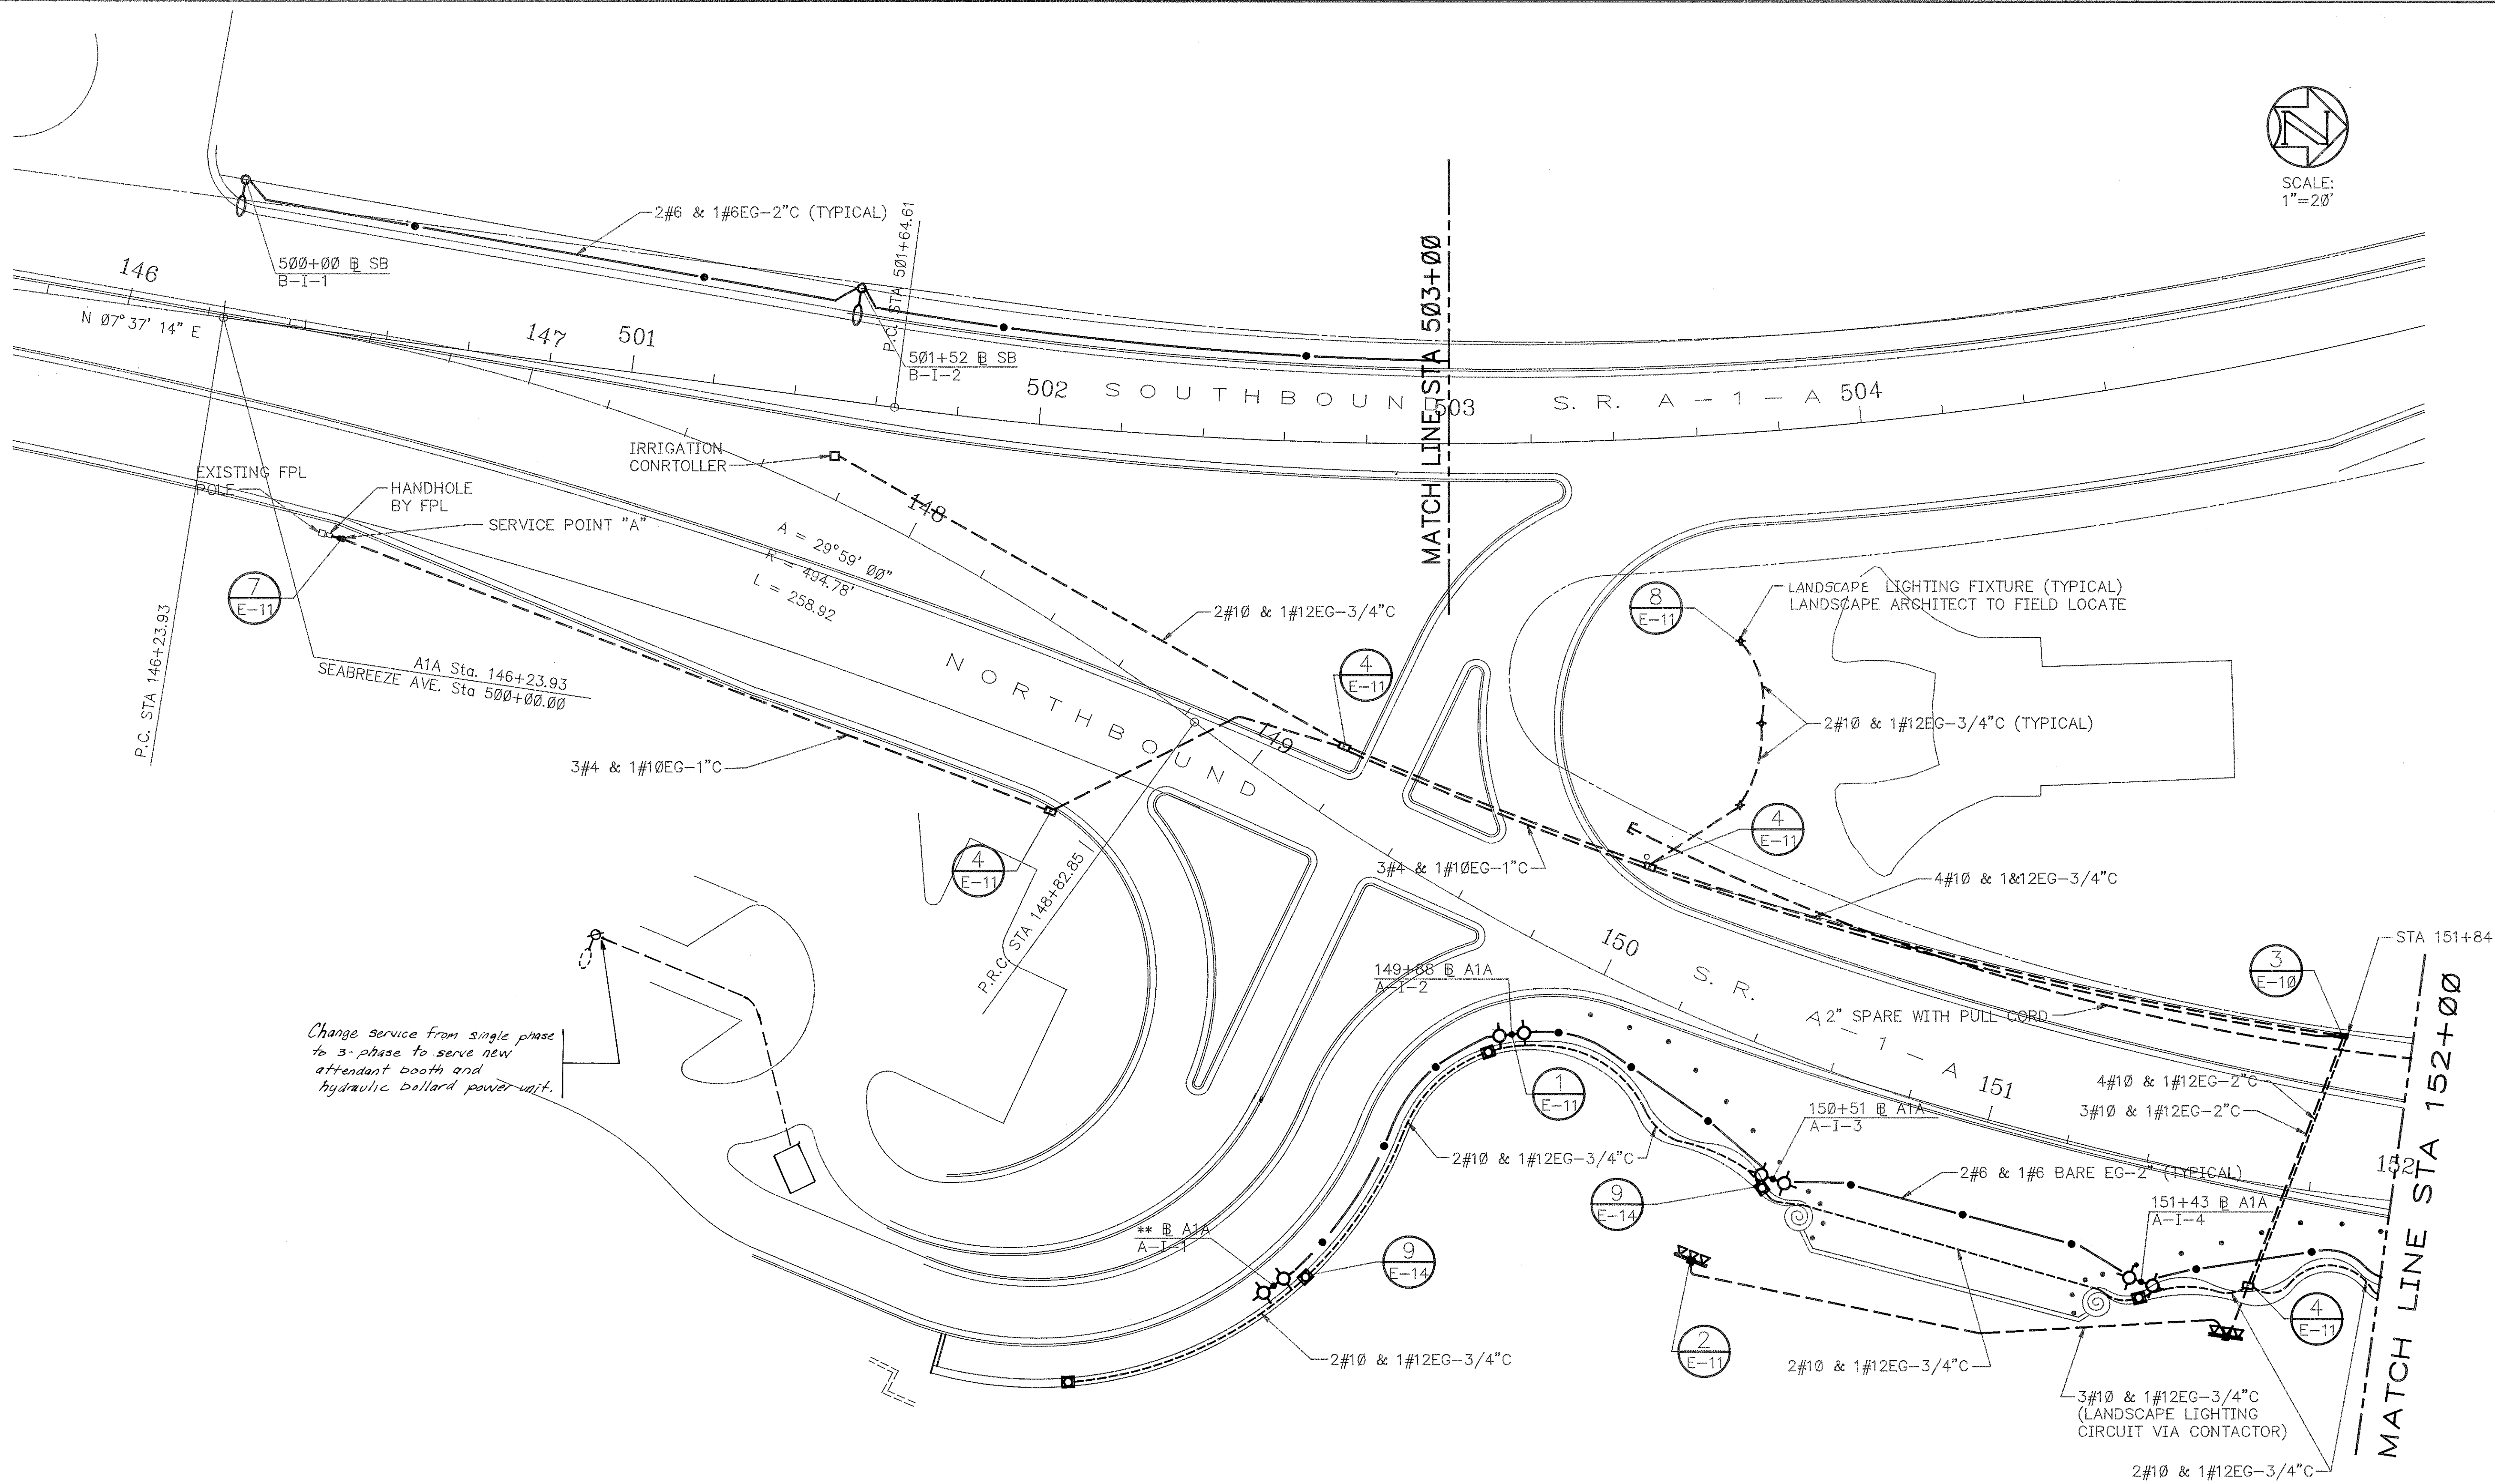 N
SCALE:
1"=20'
2#6 & 1#6EG-2"C (TYPICAL)
500+00 BL SB
B-I-1
146
N 07°37' 14" E
147
501
P.C. STA 501+64.61
501+52 BL SB
B-I-2
502
SOUTHBOUND
503
S. R. A - 1 - A
504
MATCH LINE STA 503+00
IRRIGATION
CONRTOLLER
EXISTING FPL
POLE
HANDHOLE
BY FPL
SERVICE POINT "A"
148
7
E-11
A = 29°59' 00"
R = 494.78'
L = 258.92
2#10 & 1#12EG-3/4"C
8
E-11
LANDSCAPE LIGHTING FIXTURE (TYPICAL)
LANDSCAPE ARCHITECT TO FIELD LOCATE
P.C. STA 146+23.93
A1A Sta. 146+23.93
SEABREEZE AVE. Sta 500+00.00
NORTHBOUND
4
E-11
149
2#10 & 1#12EG-3/4"C (TYPICAL)
3#4 & 1#10EG-1"C
4
E-11
3#4 & 1#10EG-1"C
4
E-11
4#10 & 1&12EG-3/4"C
P.R.C. STA 148+82.85
150
S. R.
A - 1 - A
STA 151+84
3
E-10
149+88 BL A1A
A-I-2
2" SPARE WITH PULL CORD
Change service from single phase
to 3-phase to serve new
attendant booth and
hydraulic bollard power unit.
1
E-11
151
4#10 & 1#12EG-2"C
3#10 & 1#12EG-2"C
150+51 BL A1A
A-I-3
2#10 & 1#12EG-3/4"C
2#6 & 1#6 BARE EG-2" (TYPICAL)
152
9
E-14
151+43 BL A1A
A-I-4
** BL A1A
A-I-1
9
E-14
MATCH LINE STA 152+00
4
E-11
2
E-11
2#10 & 1#12EG-3/4"C
2#10 & 1#12EG-3/4"C
3#10 & 1#12EG-3/4"C
(LANDSCAPE LIGHTING
CIRCUIT VIA CONTACTOR)
2#10 & 1#12EG-3/4"C